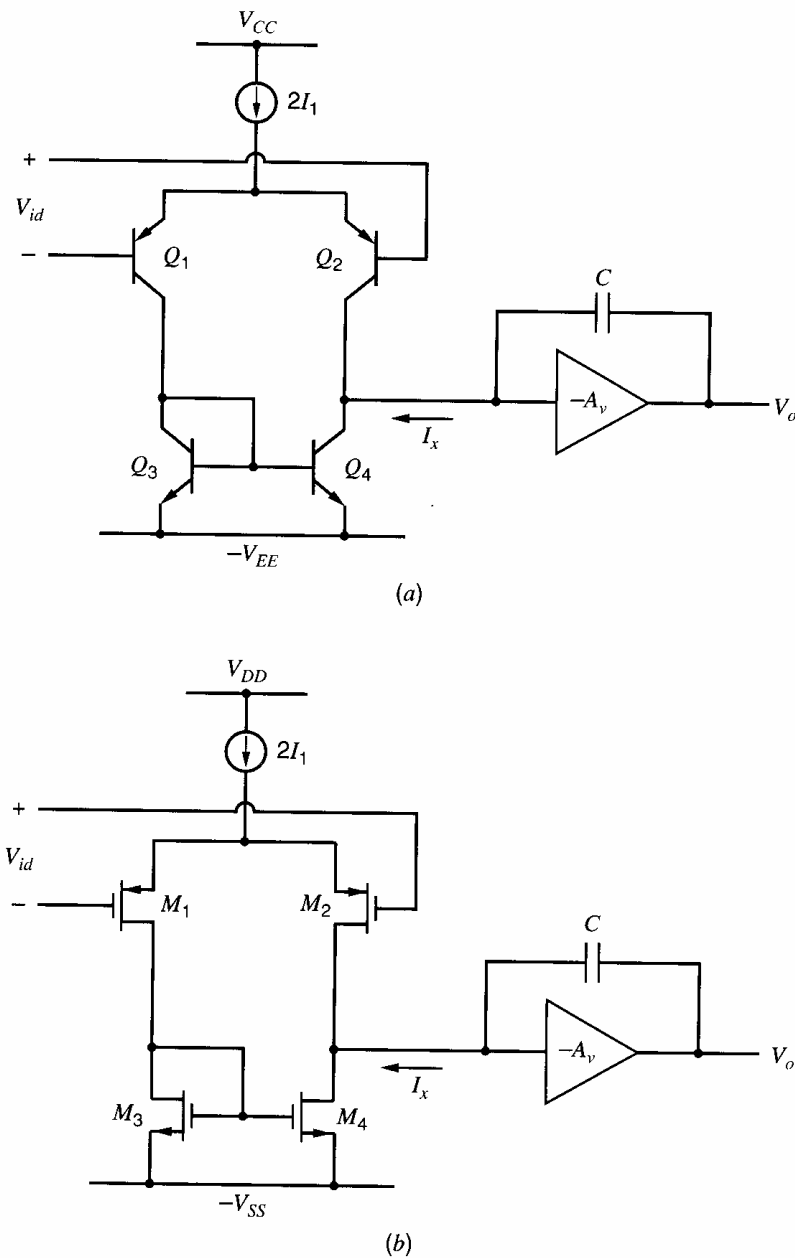 V_CC
2I_1
+
V_id
−
Q_1
Q_2
C
−A_v
V_o
I_x
Q_3
Q_4
−V_EE
(a)
V_DD
2I_1
+
V_id
−
M_1
M_2
C
−A_v
V_o
I_x
M_3
M_4
−V_SS
(b)